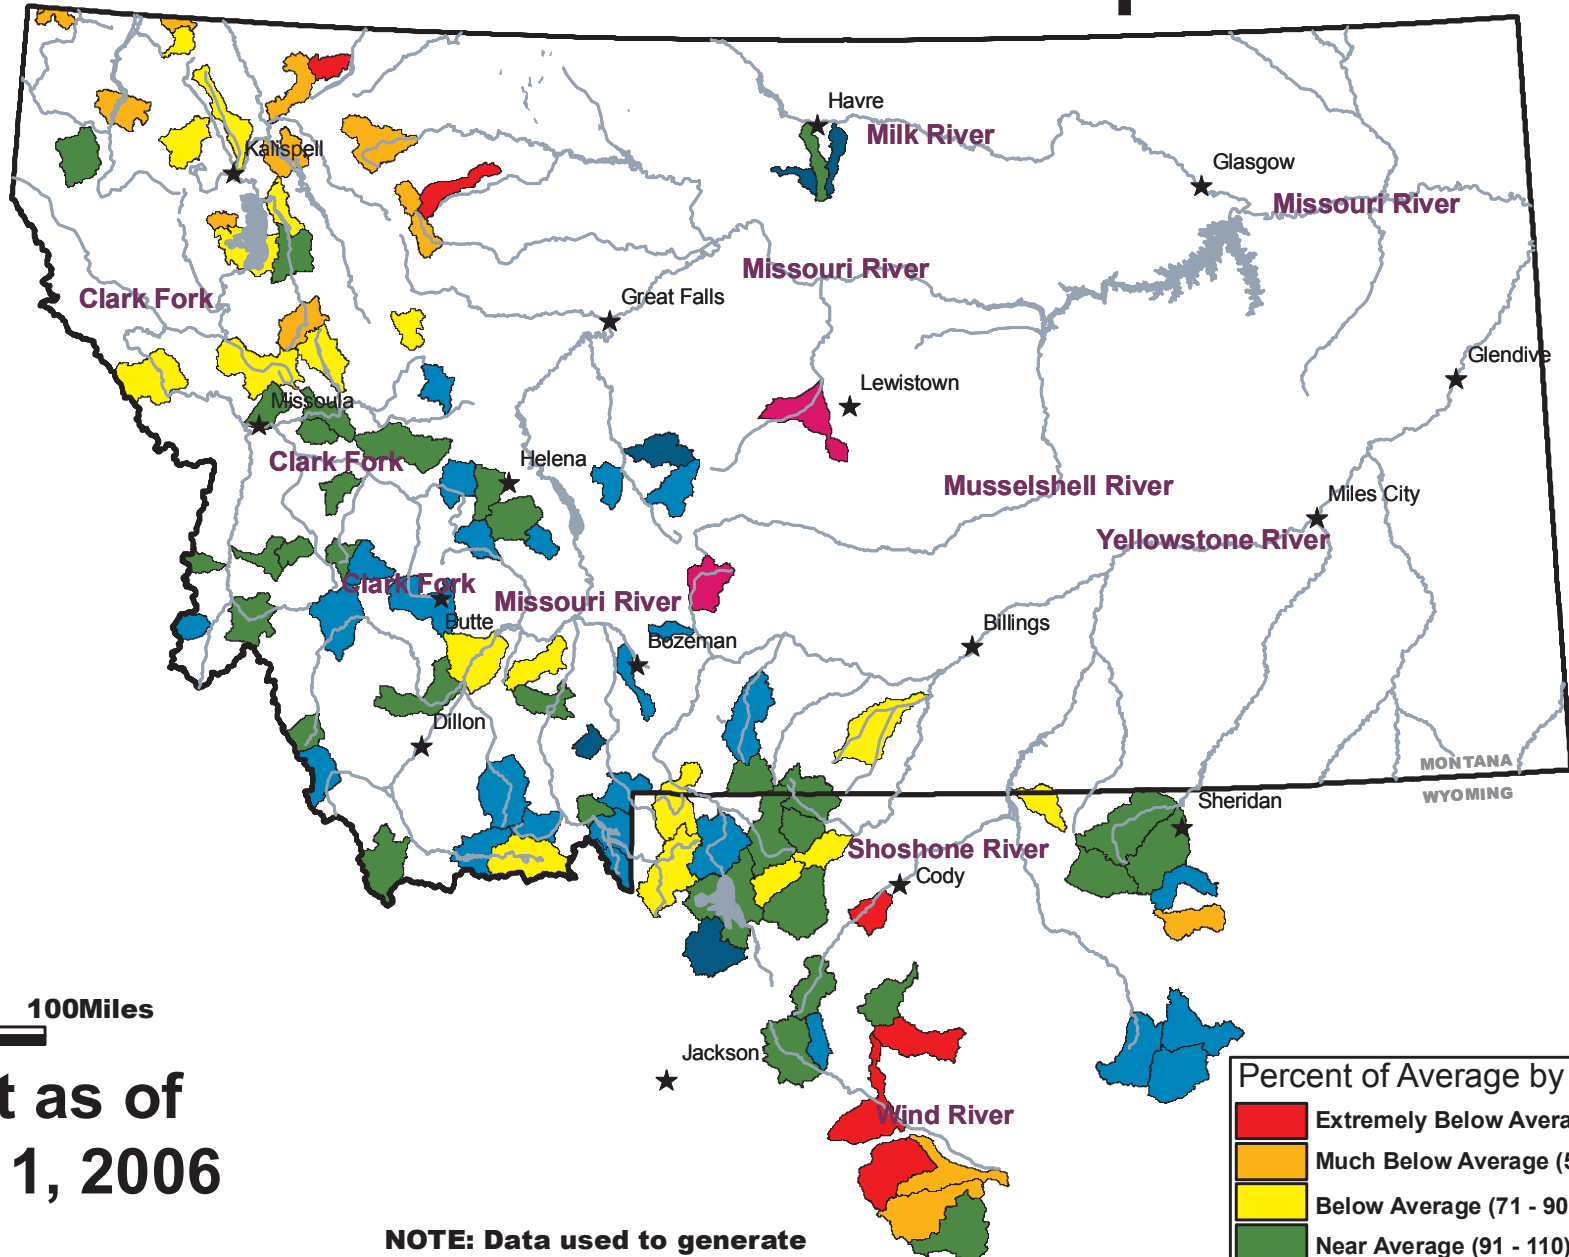 Havre
Milk River
Kalispell
Glasgow
Missouri River
Missouri River
Clark Fork
Great Falls
Glendive
Lewistown
Missoula
Clark Fork
Helena
Musselshell River
Miles City
Yellowstone River
Clark Fork
Missouri River
Butte
Bozeman
Billings
Dillon
MONTANA
WYOMING
Sheridan
Shoshone River
Cody
100Miles
Jackson
t as of
1, 2006
Wind River
Percent of Average by
Extremely Below Avera
Much Below Average (5
Below Average (71 - 90
Near Average (91 - 110)
NOTE: Data used to generate